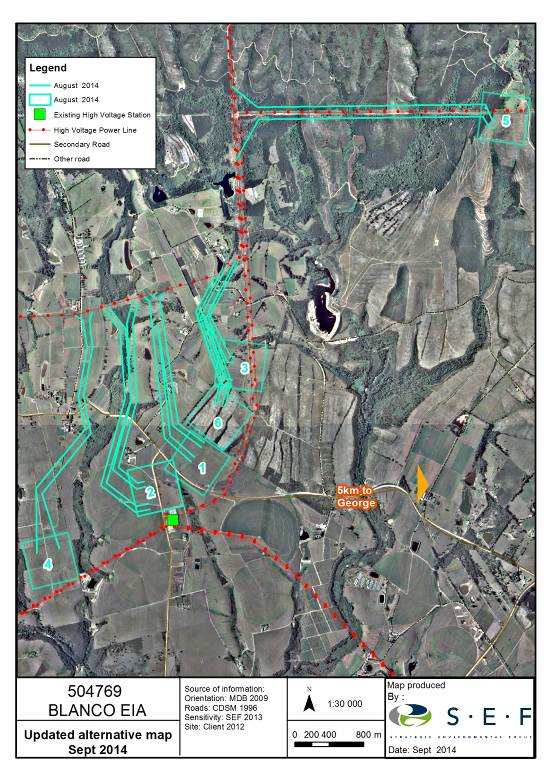 Legend
August 2014
August 2014
Existing High Voltage Station
High Voltage Power Line
Secondary Road
Other road
5
3
6
1
2
4
5km to
George
504769
BLANCO EIA
Updated alternative map
Sept 2014
Source of information:
Orientation: MDB 2009
Roads: CDSM 1996
Sensitivity: SEF 2013
Site: Client 2012
N
1:30 000
0 200 400 800 m
Map produced
By :
S·E·F
STRATEGIC ENVIRONMENTAL FOCUS
Date: Sept 2014